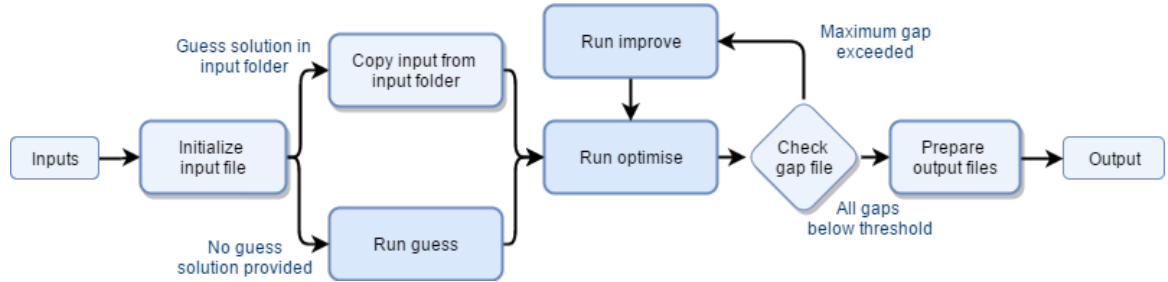 Inputs
Initialize
input file
Guess solution in
input folder
Copy input from
input folder
No guess
solution provided
Run guess
Run improve
Run optimise
Maximum gap
exceeded
Check
gap file
All gaps
below threshold
Prepare
output files
Output